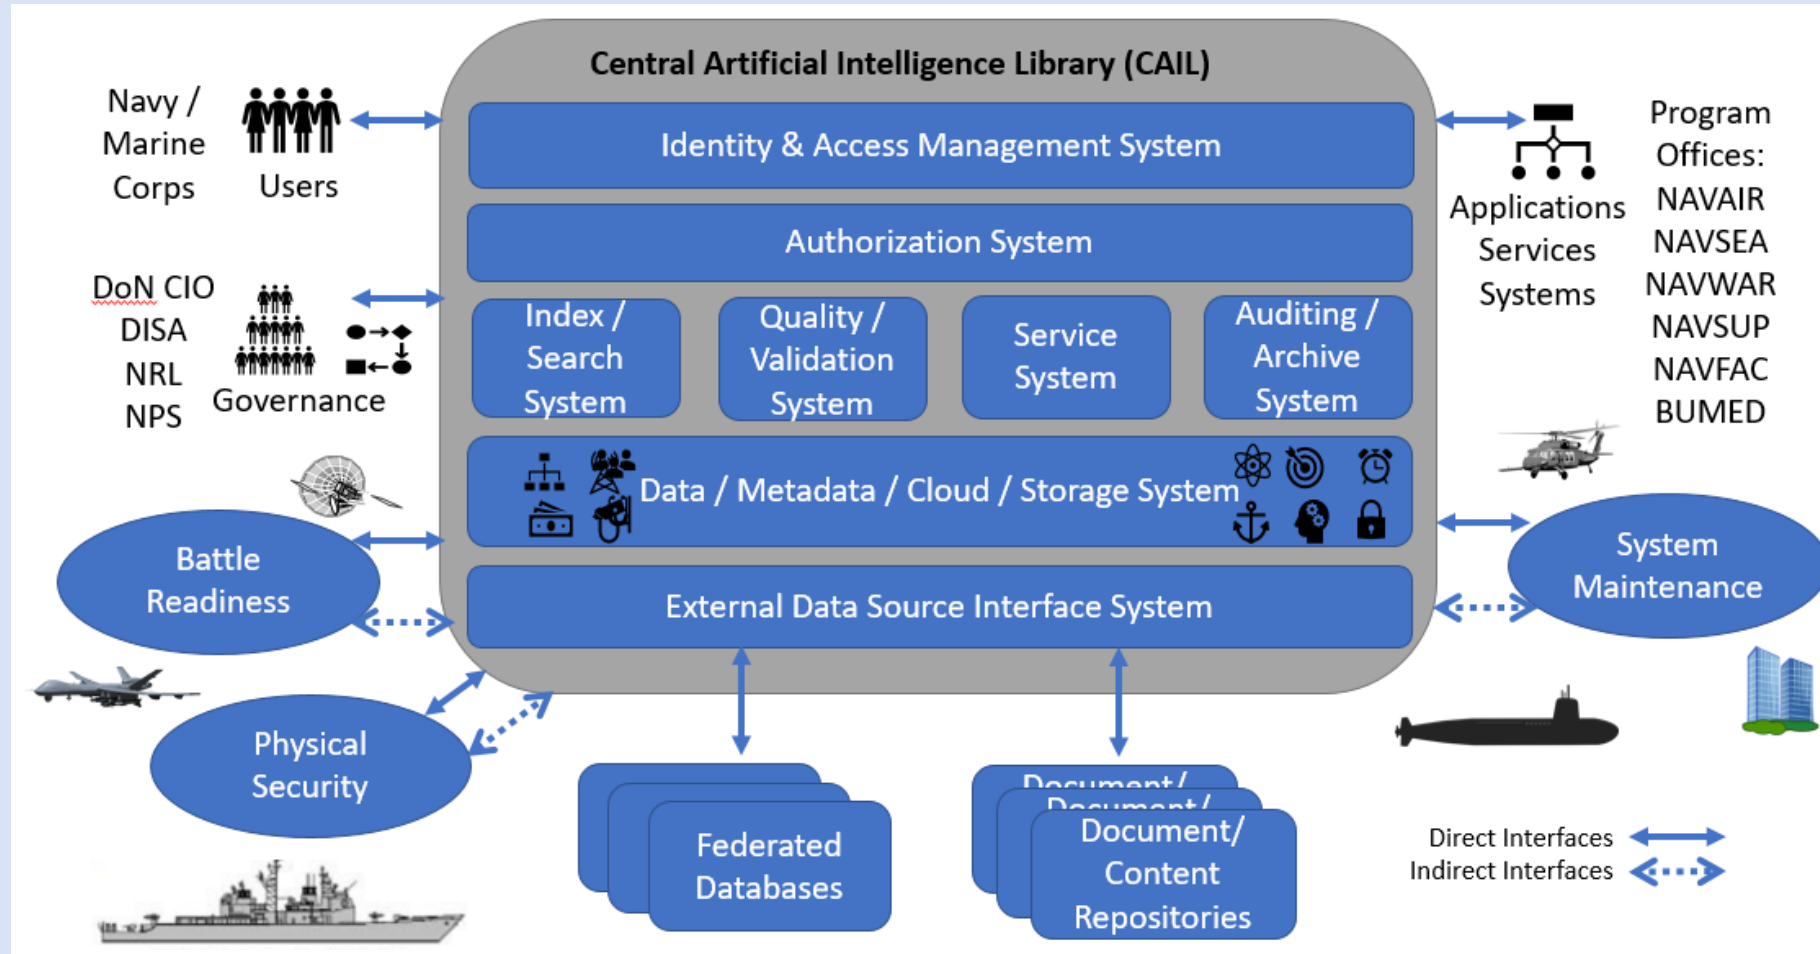 Central Artificial Intelligence Library (CAIL)
Navy /
Marine
Corps
Users
Identity & Access Management System
Authorization System
Applications
Services
Systems
Program
Offices:
NAVAIR
NAVSEA
NAVWAR
NAVSUP
NAVFAC
BUMED
DoN CIO
DISA
NRL
NPS
Governance
Index /
Search
System
Quality /
Validation
System
Service
System
Auditing /
Archive
System
Data / Metadata / Cloud / Storage System
Battle
Readiness
External Data Source Interface System
System
Maintenance
Physical
Security
Federated
Databases
Document/
Document/
Document/
Content
Repositories
Direct Interfaces
Indirect Interfaces